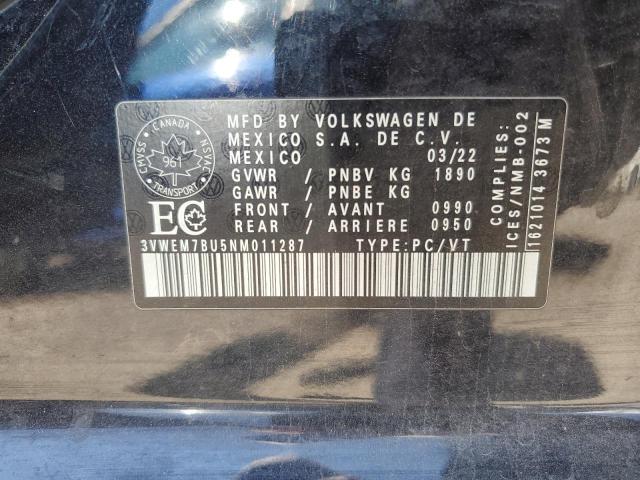 CANADA
CMVSS
NSVAC
961
TRANSPORT
EC
MFD BY VOLKSWAGEN DE
MEXICO S.A. DE C.V.
MEXICO 03/22
GVWR / PNBV KG 1890
GAWR / PNBE KG
FRONT / AVANT 0990
REAR / ARRIERE 0950
3VWEM7BU5NM011287 TYPE:PC/VT
COMPLIES:
ICES/NMB-002
1621014 3673 M